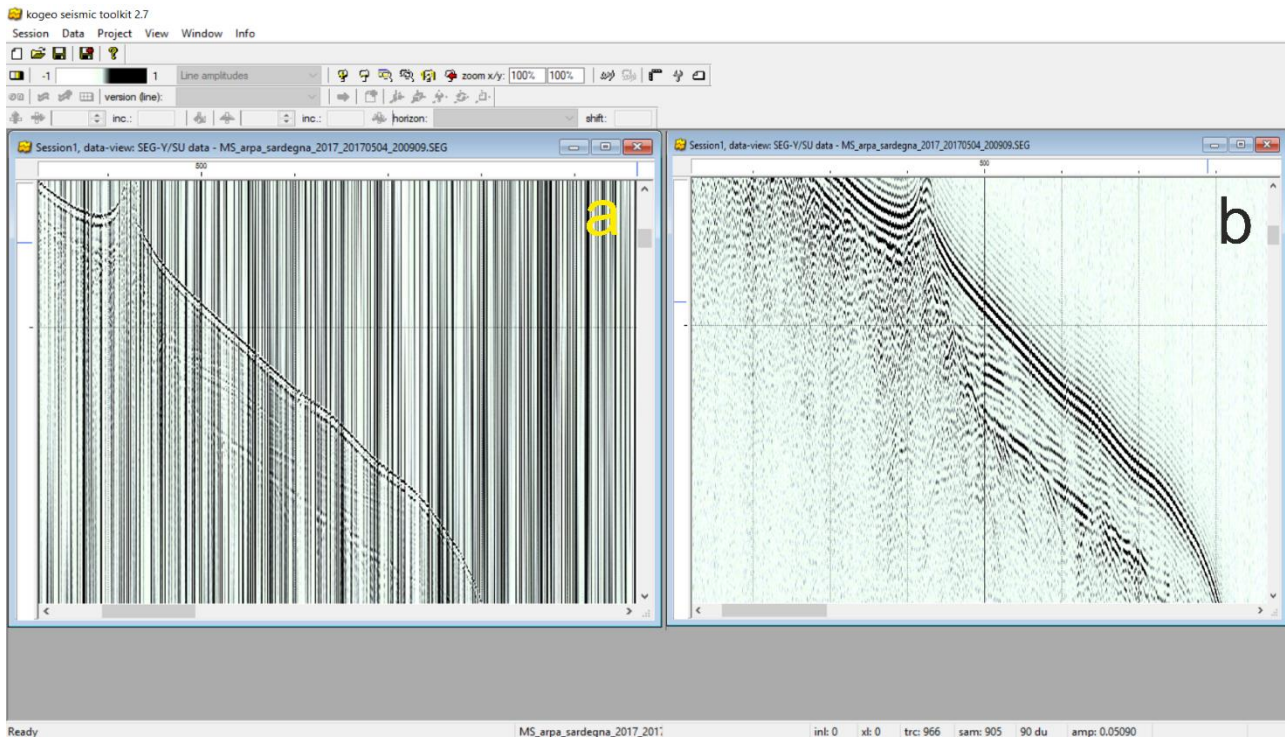 kogeo seismic toolkit 2.7
Session Data Project View Window Info
-1 1 Line amplitudes zoom x/y: 100% 100%
version (line):
inc.: inc.: horizon: shift:
Session1, data-view: SEG-Y/SU data - MS_arpa_sardegna_2017_20170504_200909.SEG
500
a
Session1, data-view: SEG-Y/SU data - MS_arpa_sardegna_2017_20170504_200909.SEG
500
b
Ready MS_arpa_sardegna_2017_2017 inl: 0 xl: 0 trc: 966 sam: 905 90 du amp: 0.05090